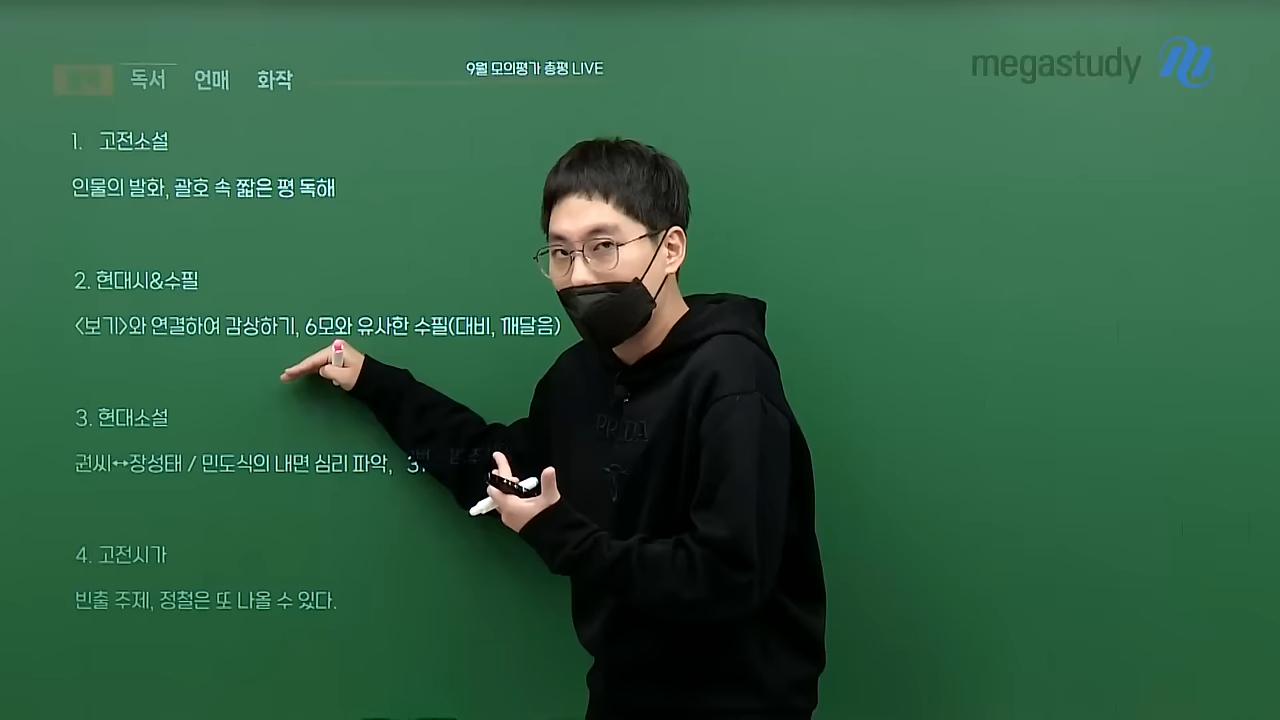 독서 언매 화작
9월 모의평가 총평 LIVE
megastudy
1. 고전소설
인물의 발화, 괄호 속 짧은 평 독해
2. 현대시&수필
<보기>와 연결하여 감상하기, 6모와 유사한 수필(대비, 깨달음)
3. 현대소설
권씨↔장성태 / 민도식의 내면 심리 파악, 31
4. 고전시가
빈출 주제, 정철은 또 나올 수 있다.
PRADA